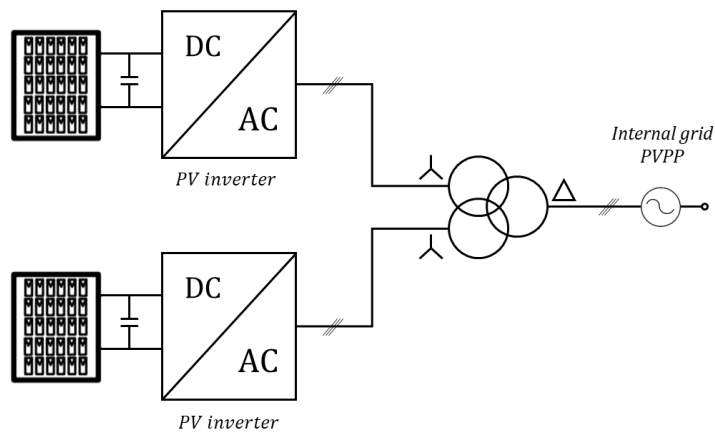 DC
AC
PV inverter
Internal grid
PVPP
DC
AC
PV inverter